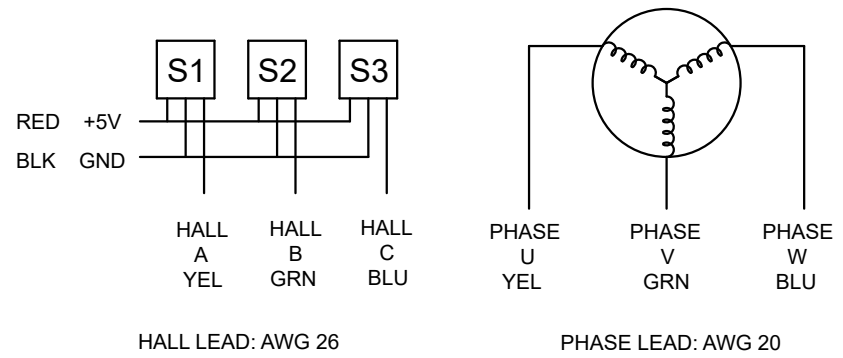 S1 S2 S3
RED +5V
BLK GND
HALL A YEL
HALL B GRN
HALL C BLU
PHASE U YEL
PHASE V GRN
PHASE W BLU
HALL LEAD: AWG 26
PHASE LEAD: AWG 20